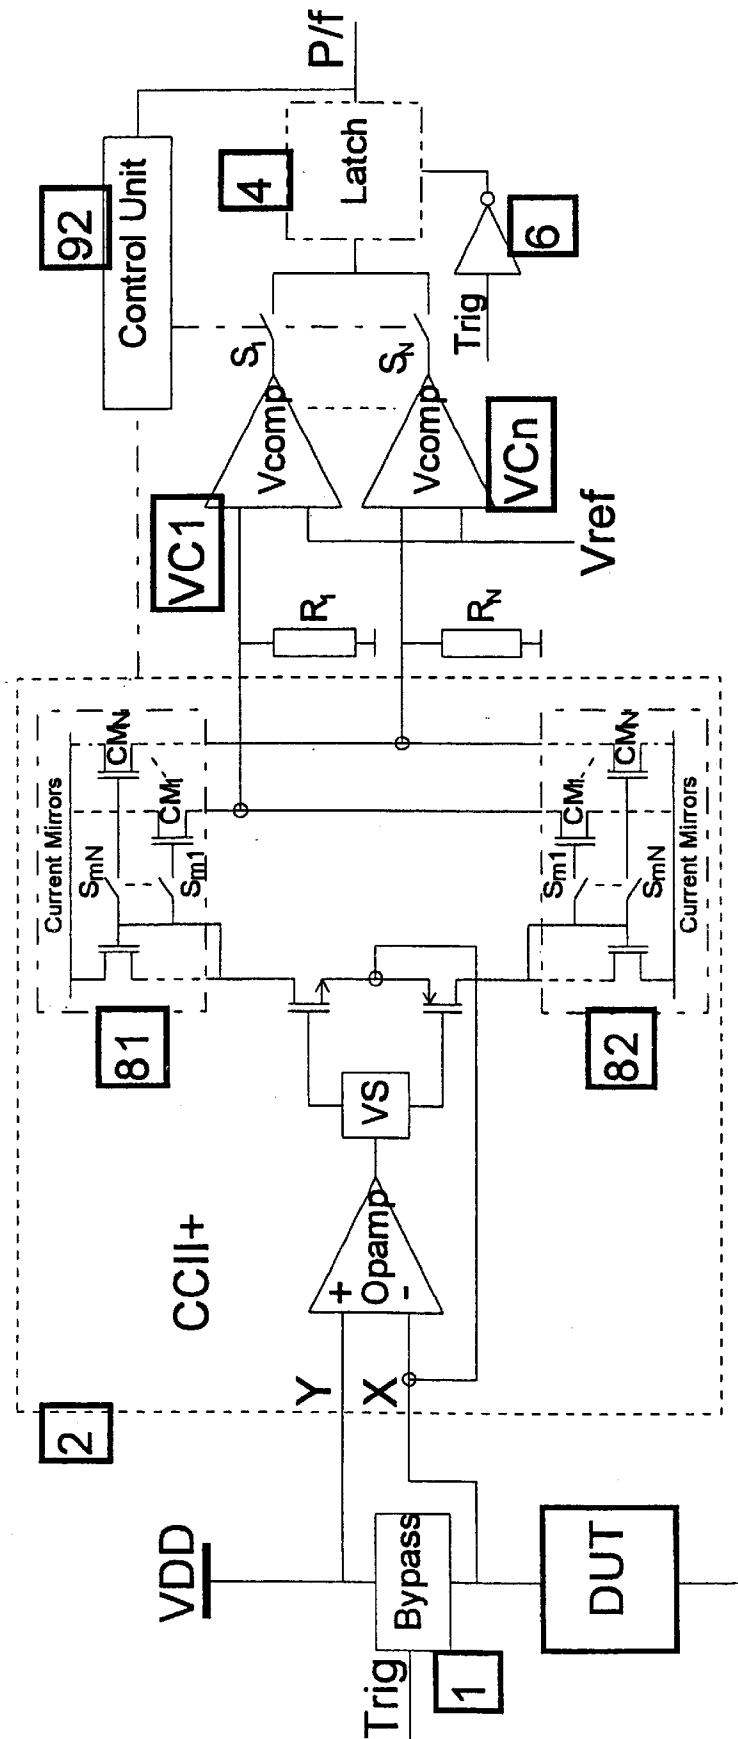 VDD
Trig
Bypass
1
DUT
2
CCII+
Y
X
+
Opamp
-
VS
81
Current Mirrors
SmN
Sm1
CMN
CM1
82
Current Mirrors
Sm1
SmN
CM1
CMN
R1
RN
Vref
VC1
Vcomp
S1
VCn
Vcomp
SN
92
Control Unit
4
Latch
Trig
6
P/f